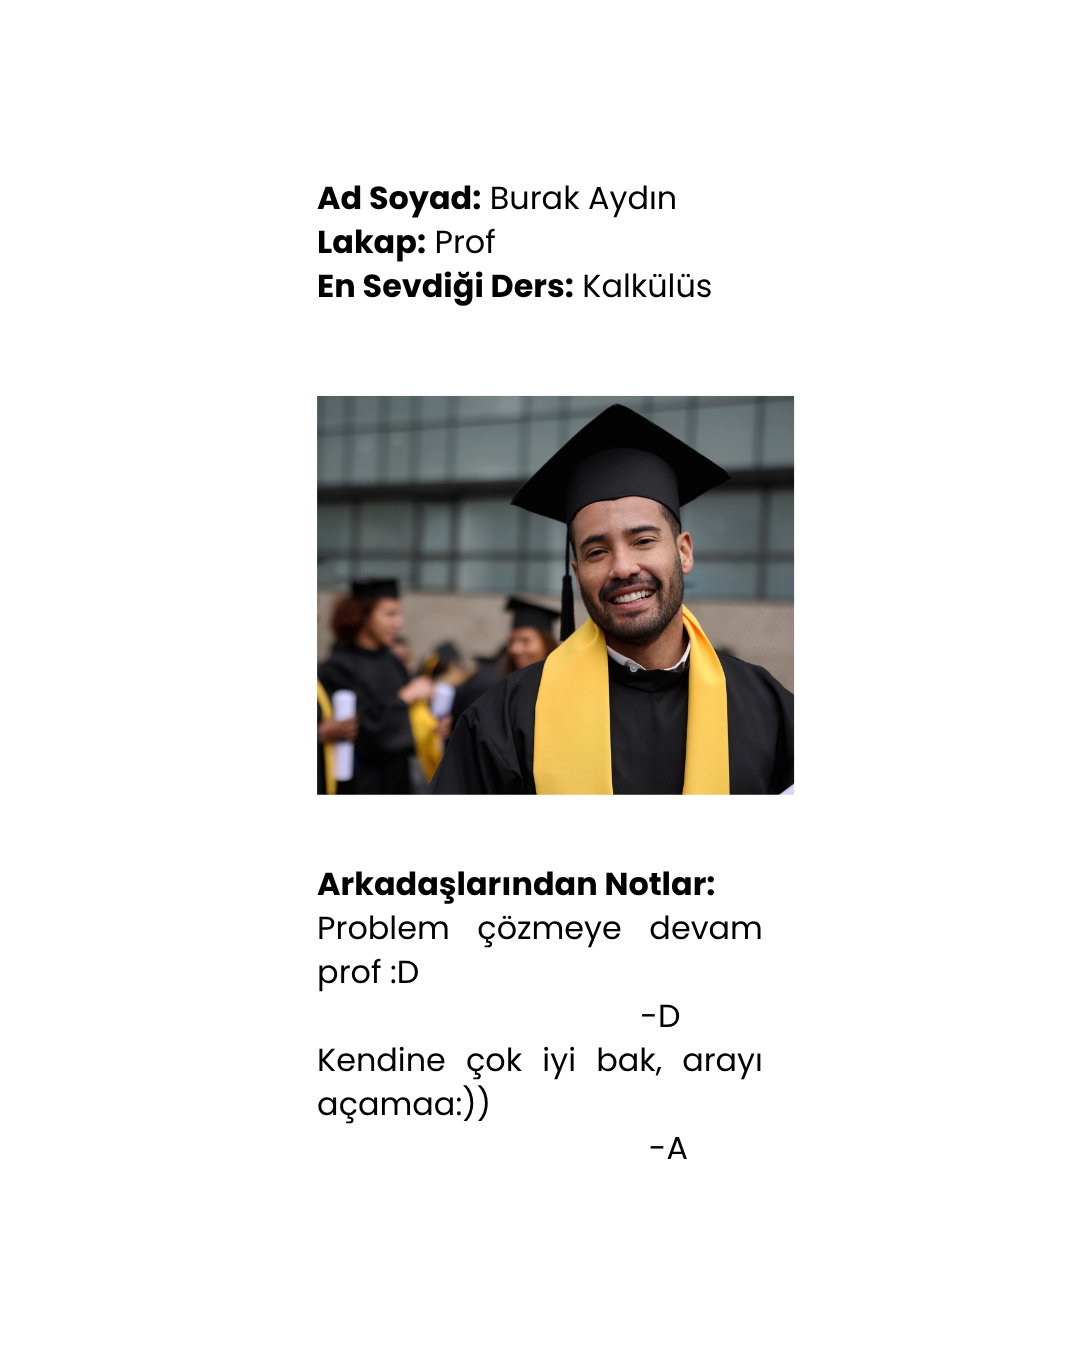 Ad Soyad: Burak Aydın
Lakap: Prof
En Sevdiği Ders: Kalkülüs
Arkadaşlarından Notlar:
Problem çözmeye devam
prof :D
-D
Kendine çok iyi bak, arayı
açamaa:))
-A